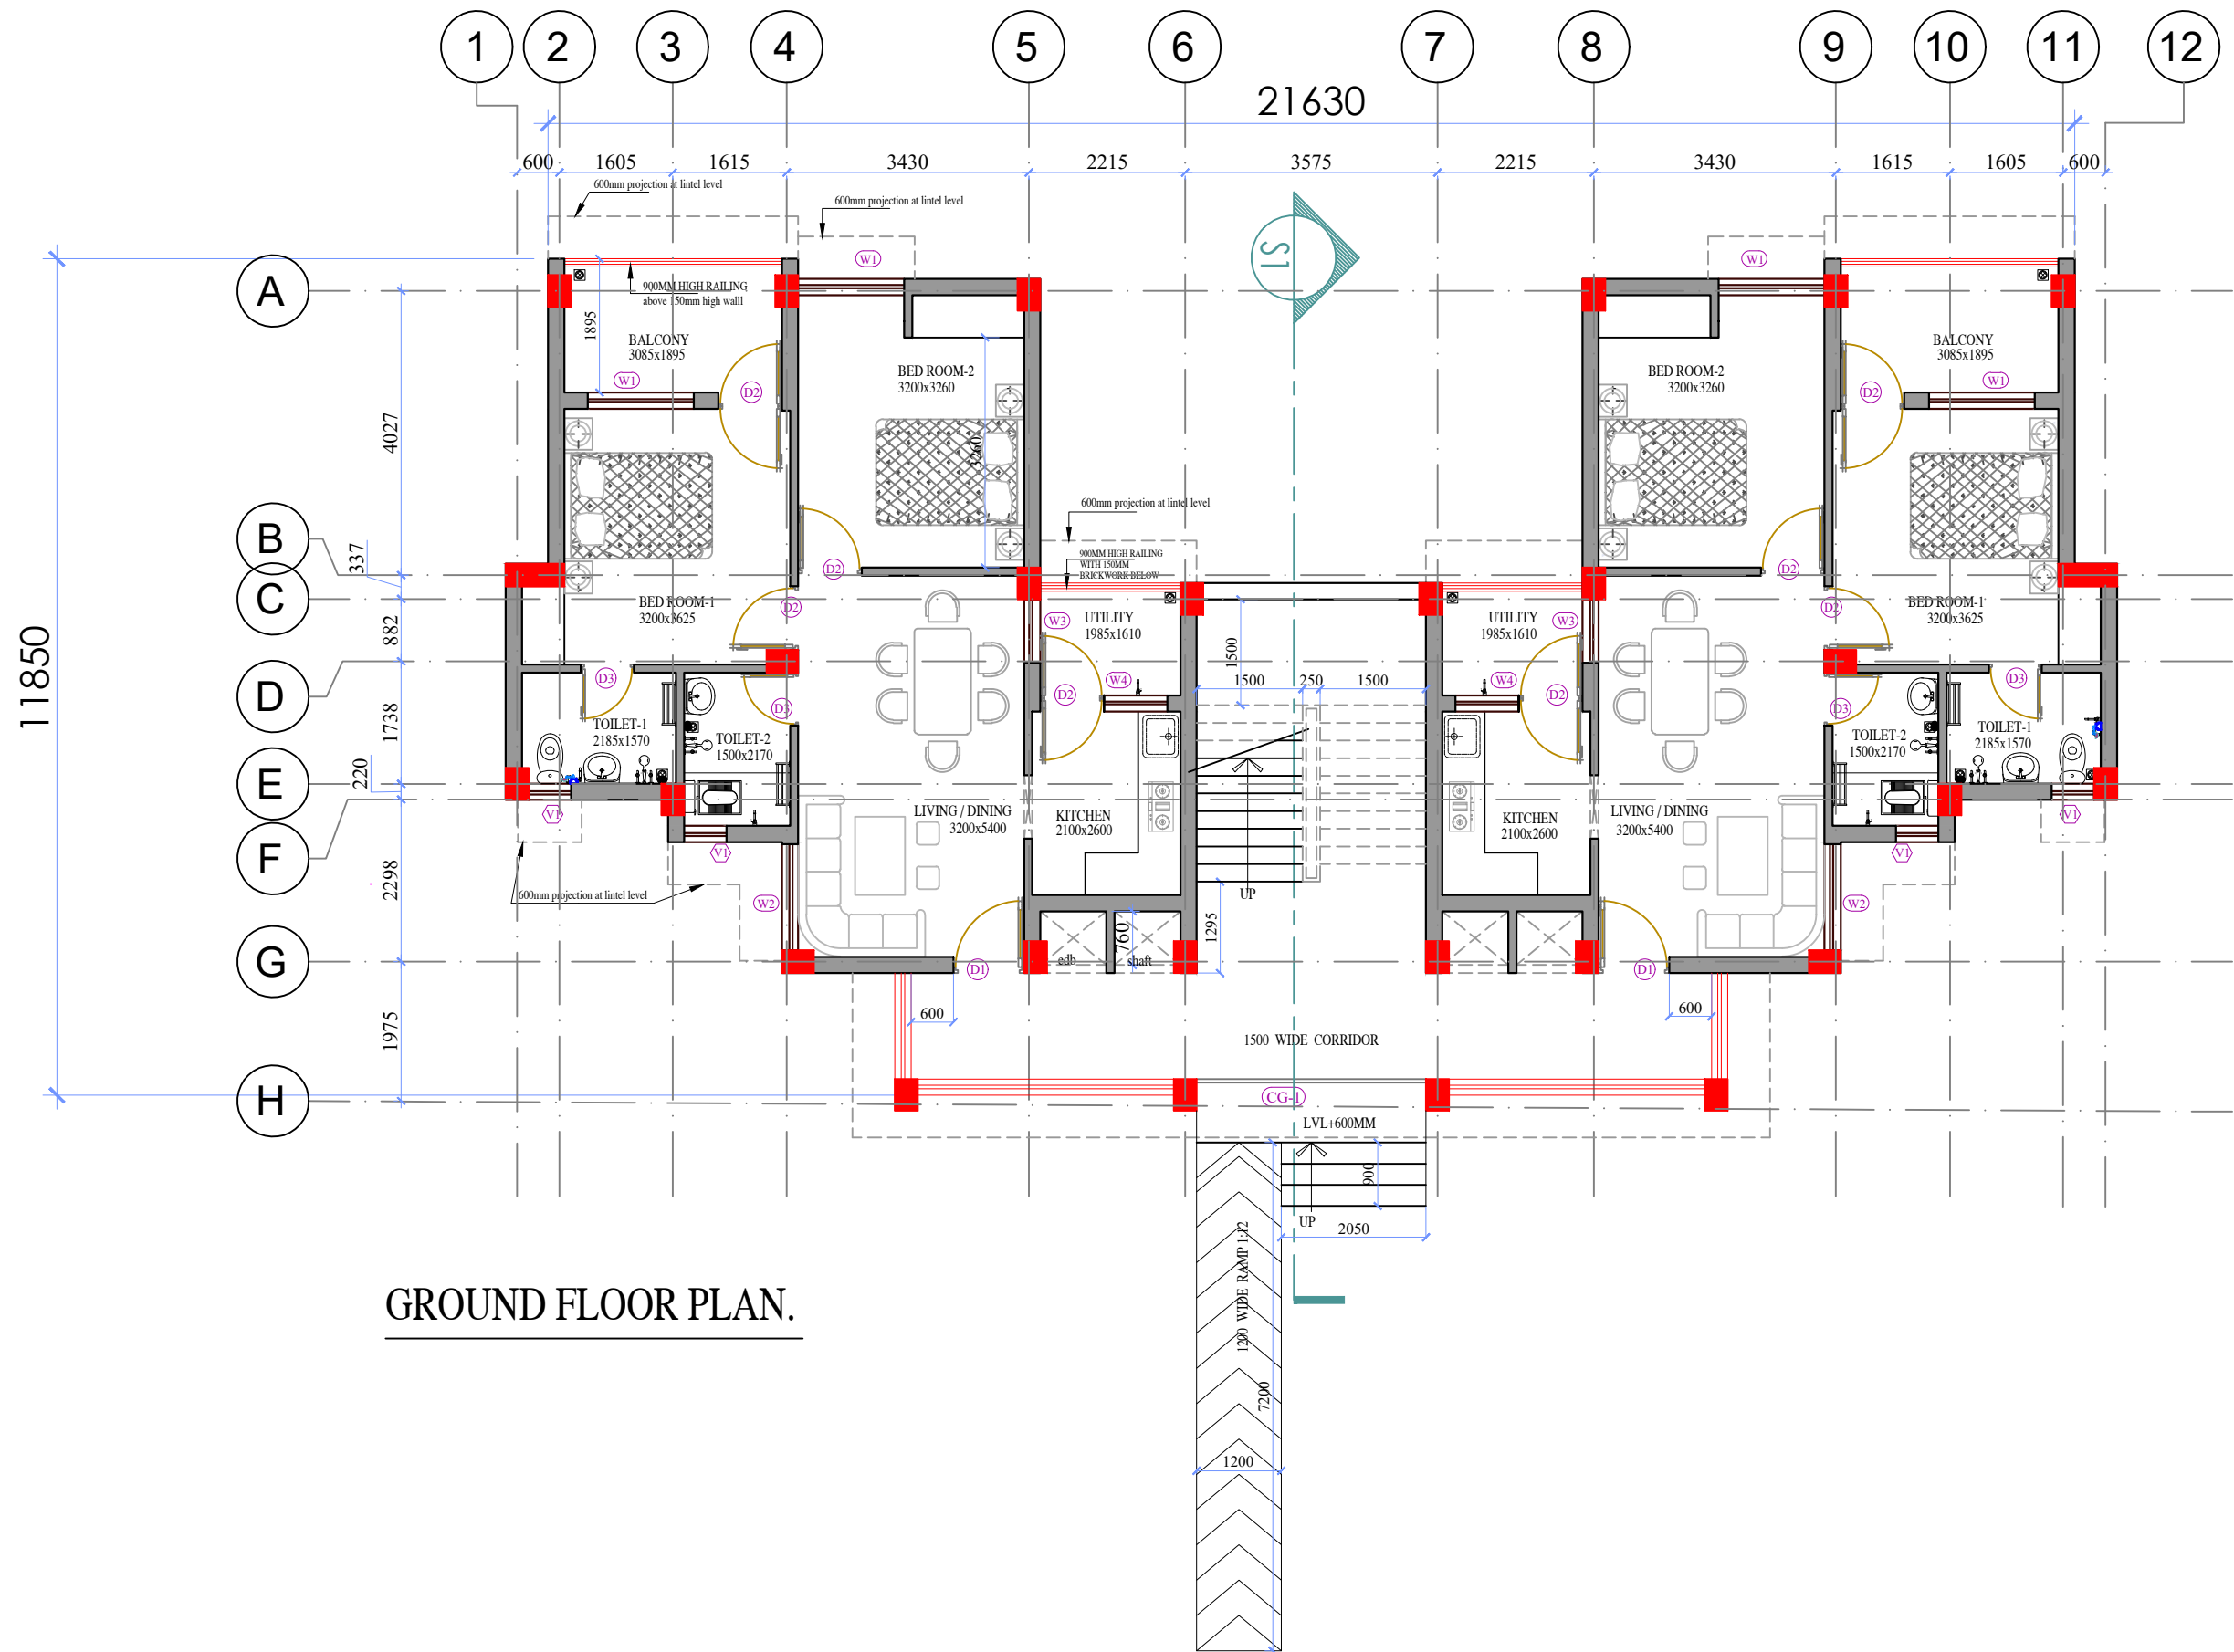 1 2 3 4 5 6 7 8 9 10 11 12
21630
600 1605 1615 3430 2215 3575 2215 3430 1615 1605 600
600mm projection at lintel level
600mm projection at lintel level
S1
W1
W1
A
900MM HIGH RAILING
above 150mm high walll
1895
BALCONY
3085x1895
BALCONY
3085x1895
W1
D2
BED ROOM-2
3200x3260
BED ROOM-2
3200x3260
D2
W1
4027
3260
11850
600mm projection at lintel level
B
337
900MM HIGH RAILING
WITH 150MM
BRICKWORK BELOW
D2
D2
C
BED ROOM-1
3200x3625
D2
W3
UTILITY
1985x1610
UTILITY
1985x1610
W3
D2
BED ROOM-1
3200x3625
882
1500
D
D3
1500 250 1500
D2
W4
W4
D2
D3
D3
D3
1738
TOILET-1
2185x1570
TOILET-2
1500x2170
TOILET-2
1500x2170
TOILET-1
2185x1570
E
220
V1
LIVING / DINING
3200x5400
KITCHEN
2100x2600
KITCHEN
2100x2600
LIVING / DINING
3200x5400
V1
F
V1
V1
2298
600mm projection at lintel level
W2
UP
W2
1295
760
G
edb
shaft
D1
D1
600
600
1975
1500 WIDE CORRIDOR
H
CG-1
LVL+600MM
900
UP
2050
1200 WIDE RAMP 1:12
7200
1200
GROUND FLOOR PLAN.